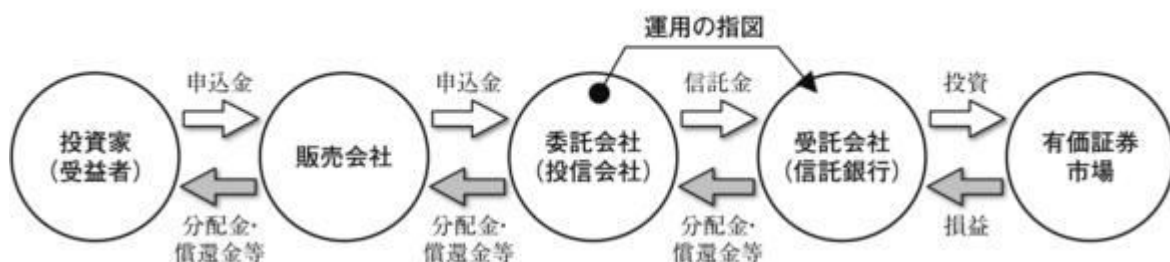 運用の指図
申込金
申込金
信託金
投資
投資家
(受益者)
販売会社
委託会社
(投信会社)
受託会社
(信託銀行)
有価証券
市場
分配金・
償還金等
分配金・
償還金等
分配金・
償還金等
損益